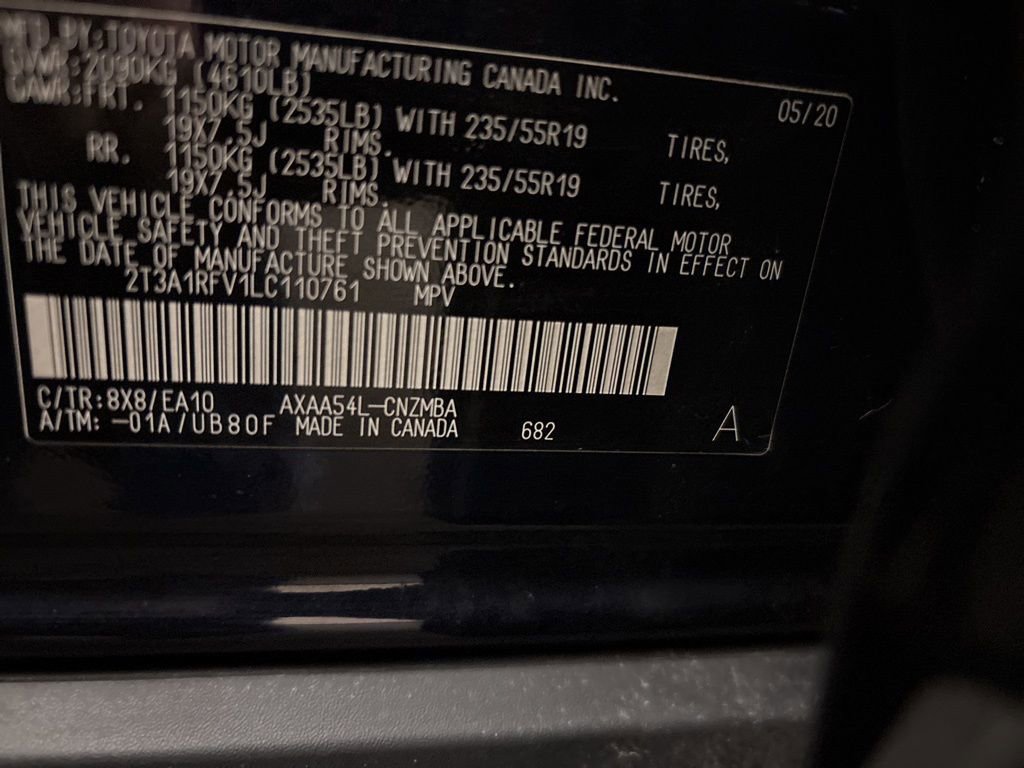 MFD BY:TOYOTA MOTOR MANUFACTURING CANADA INC. 05/20
GVWR:2090KG (4610LB)
GAWR:FRT. 1150KG (2535LB) WITH 235/55R19 TIRES,
19X7.5J RIMS.
RR. 1150KG (2535LB) WITH 235/55R19 TIRES,
19X7.5J RIMS.
THIS VEHICLE CONFORMS TO ALL APPLICABLE FEDERAL MOTOR
VEHICLE SAFETY AND THEFT PREVENTION STANDARDS IN EFFECT ON
THE DATE OF MANUFACTURE SHOWN ABOVE.
2T3A1RFV1LC110761 MPV
C/TR:8X8/EA10 AXAA54L-CNZMBA
A/TM: -01A/UB80F MADE IN CANADA 682 A